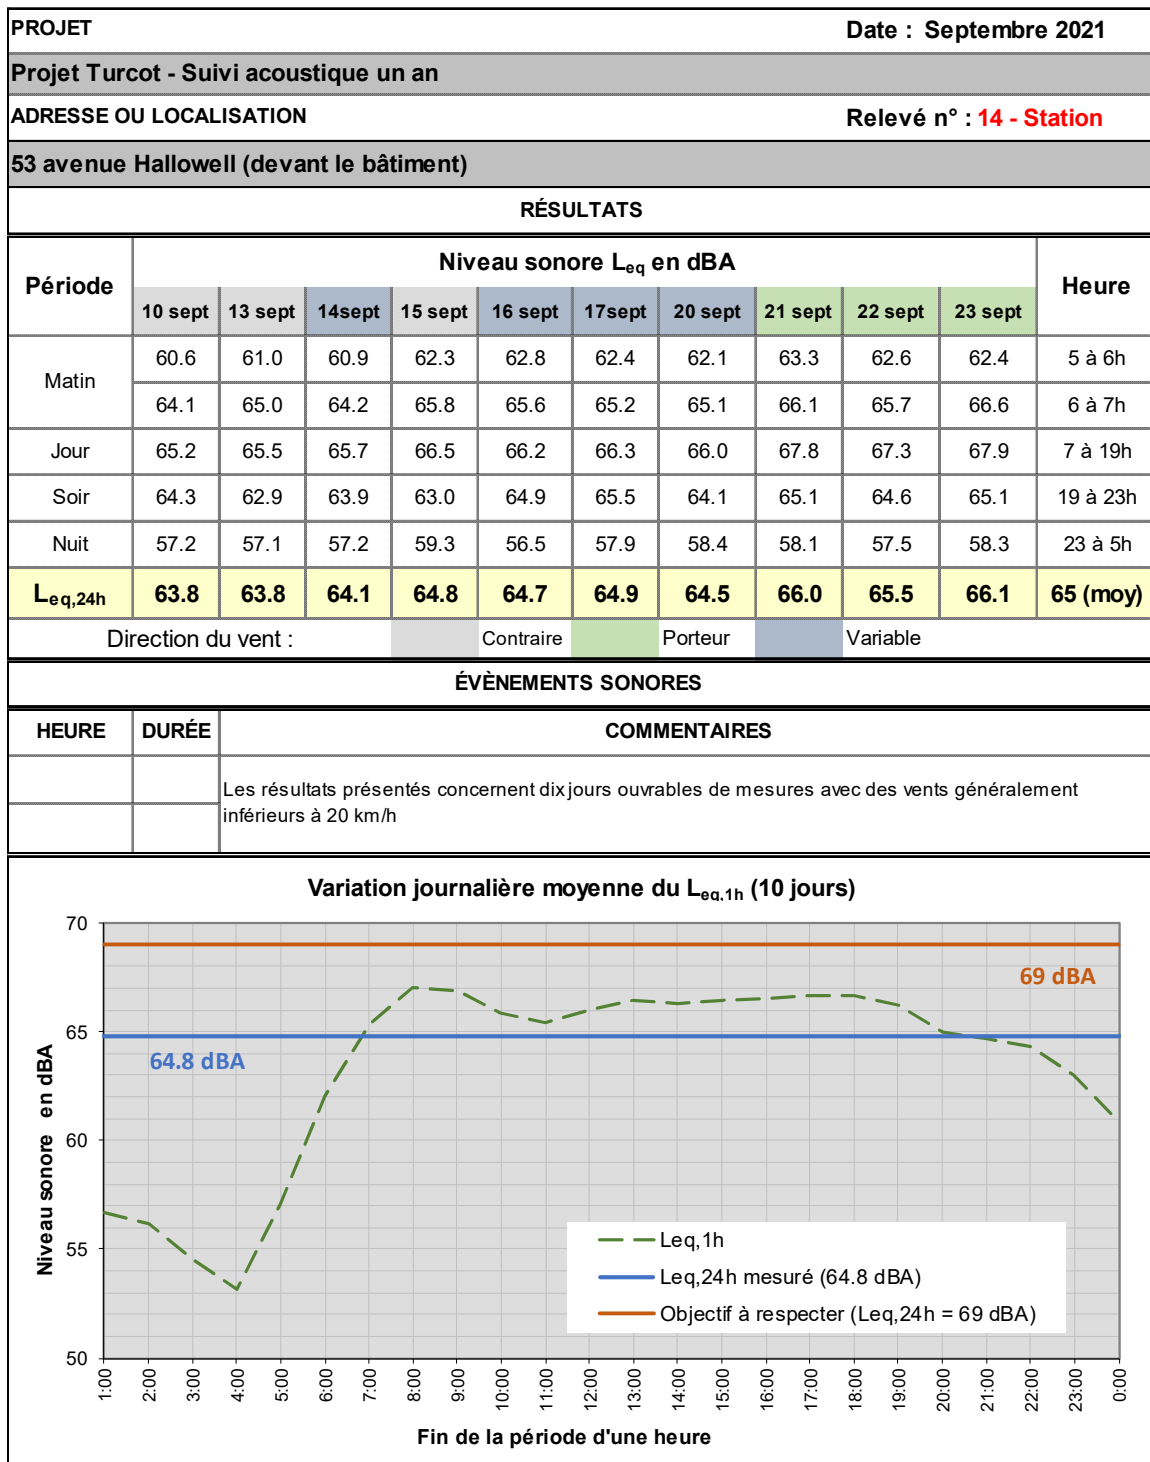 PROJET Date : Septembre 2021
Projet Turcot - Suivi acoustique un an
ADRESSE OU LOCALISATION Relevé n° : 14 - Station
53 avenue Hallowell (devant le bâtiment)
RÉSULTATS
Période Niveau sonore Leq en dBA Heure
10 sept 13 sept 14sept 15 sept 16 sept 17sept 20 sept 21 sept 22 sept 23 sept
Matin 60.6 61.0 60.9 62.3 62.8 62.4 62.1 63.3 62.6 62.4 5 à 6h
64.1 65.0 64.2 65.8 65.6 65.2 65.1 66.1 65.7 66.6 6 à 7h
Jour 65.2 65.5 65.7 66.5 66.2 66.3 66.0 67.8 67.3 67.9 7 à 19h
Soir 64.3 62.9 63.9 63.0 64.9 65.5 64.1 65.1 64.6 65.1 19 à 23h
Nuit 57.2 57.1 57.2 59.3 56.5 57.9 58.4 58.1 57.5 58.3 23 à 5h
Leq,24h 63.8 63.8 64.1 64.8 64.7 64.9 64.5 66.0 65.5 66.1 65 (moy)
Direction du vent : Contraire Porteur Variable
ÉVÈNEMENTS SONORES
HEURE DURÉE COMMENTAIRES
Les résultats présentés concernent dix jours ouvrables de mesures avec des vents généralement
inférieurs à 20 km/h
Variation journalière moyenne du Leq,1h (10 jours)
Niveau sonore en dBA
70
65
60
55
50
69 dBA
64.8 dBA
Leq,1h
Leq,24h mesuré (64.8 dBA)
Objectif à respecter (Leq,24h = 69 dBA)
1:00 2:00 3:00 4:00 5:00 6:00 7:00 8:00 9:00 10:00 11:00 12:00 13:00 14:00 15:00 16:00 17:00 18:00 19:00 20:00 21:00 22:00 23:00 0:00
Fin de la période d'une heure